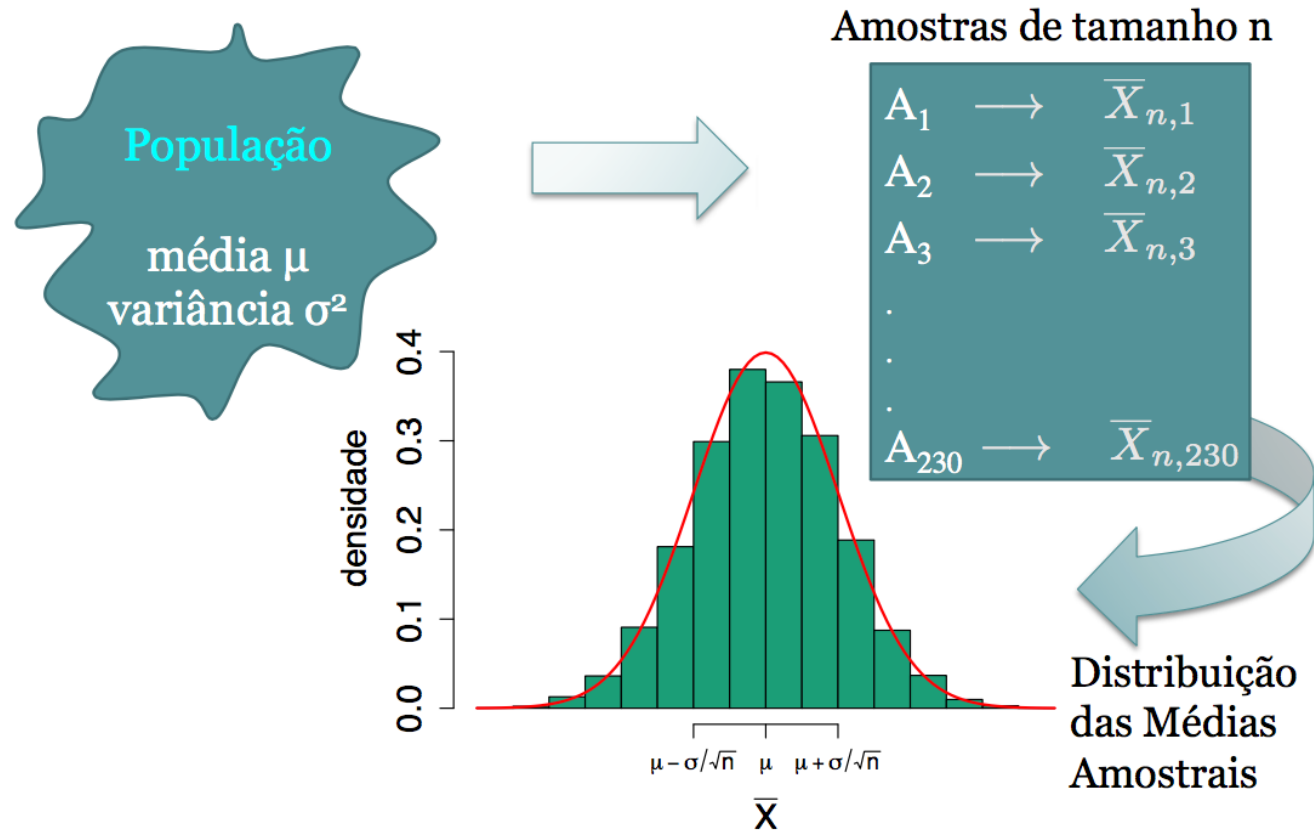 Amostras de tamanho n
População
média μ
variância σ²
A₁ ⟶ X̅ₙ,₁
A₂ ⟶ X̅ₙ,₂
A₃ ⟶ X̅ₙ,₃
.
.
.
A₂₃₀ ⟶ X̅ₙ,₂₃₀
densidade
0.4
0.3
0.2
0.1
0.0
μ − σ/√n μ μ + σ/√n
X̅
Distribuição
das Médias
Amostrais